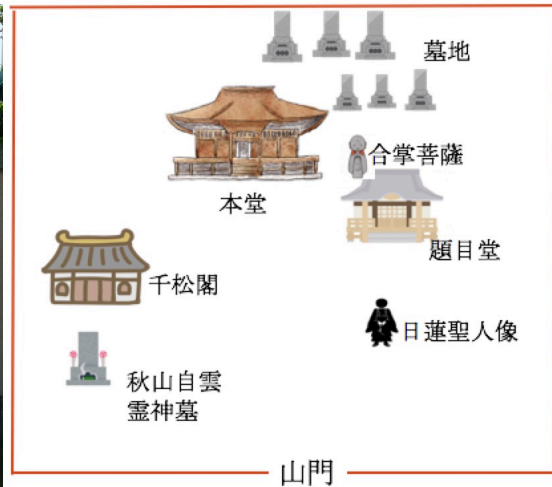 墓地
合掌菩薩
本堂
題目堂
千松閣
日蓮聖人像
秋山自雲
霊神墓
山門